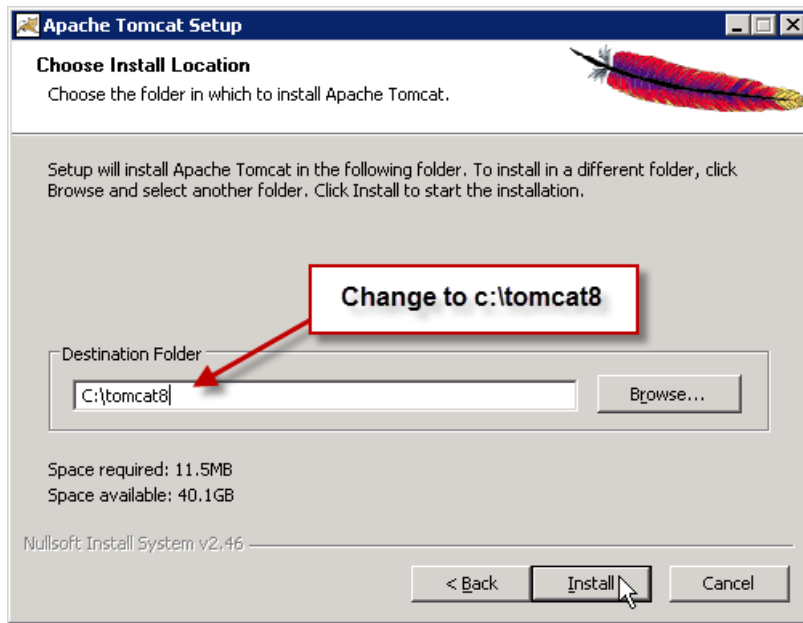 Apache Tomcat Setup
Choose Install Location
Choose the folder in which to install Apache Tomcat.
Setup will install Apache Tomcat in the following folder. To install in a different folder, click
Browse and select another folder. Click Install to start the installation.
Change to c:\tomcat8
Destination Folder
C:\tomcat8
Browse...
Space required: 11.5MB
Space available: 40.1GB
Nullsoft Install System v2.46
< Back
Install
Cancel